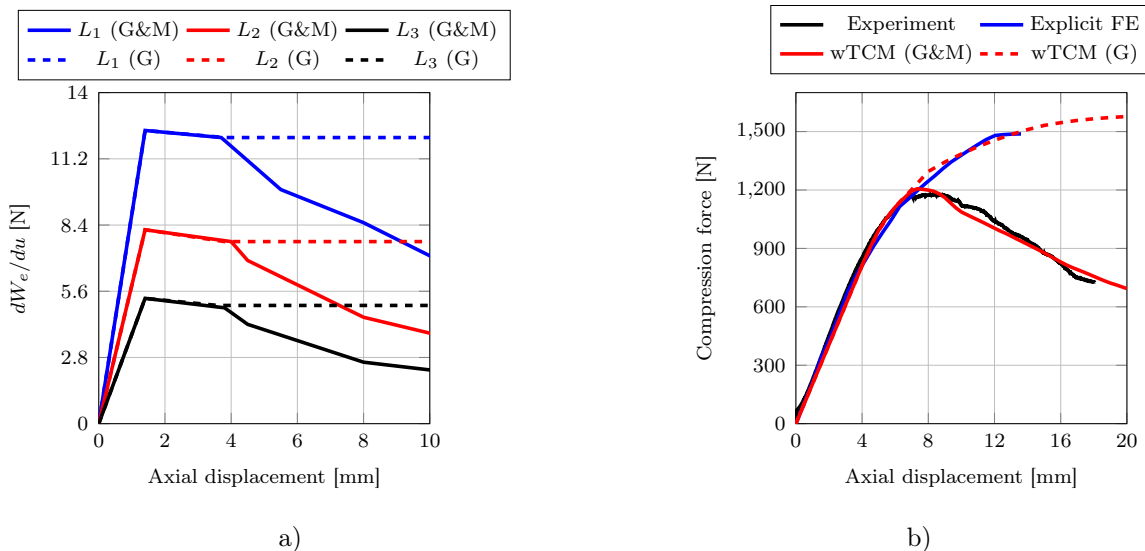 L₁ (G&M) L₂ (G&M) L₃ (G&M)
L₁ (G) L₂ (G) L₃ (G)
14
11.2
8.4
5.6
2.8
0
dWₑ/du [N]
0 2 4 6 8 10
Axial displacement [mm]
a)
Experiment Explicit FE
wTCM (G&M) wTCM (G)
1,500
1,200
900
600
300
0
Compression force [N]
0 4 8 12 16 20
Axial displacement [mm]
b)